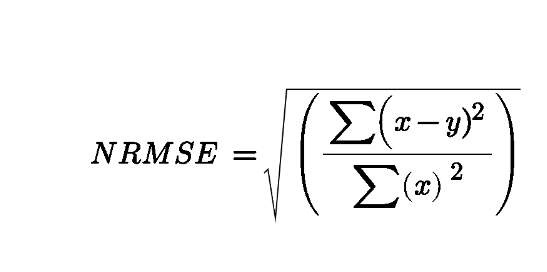 NRMSE = √( ∑(x − y)² / ∑(x)² )